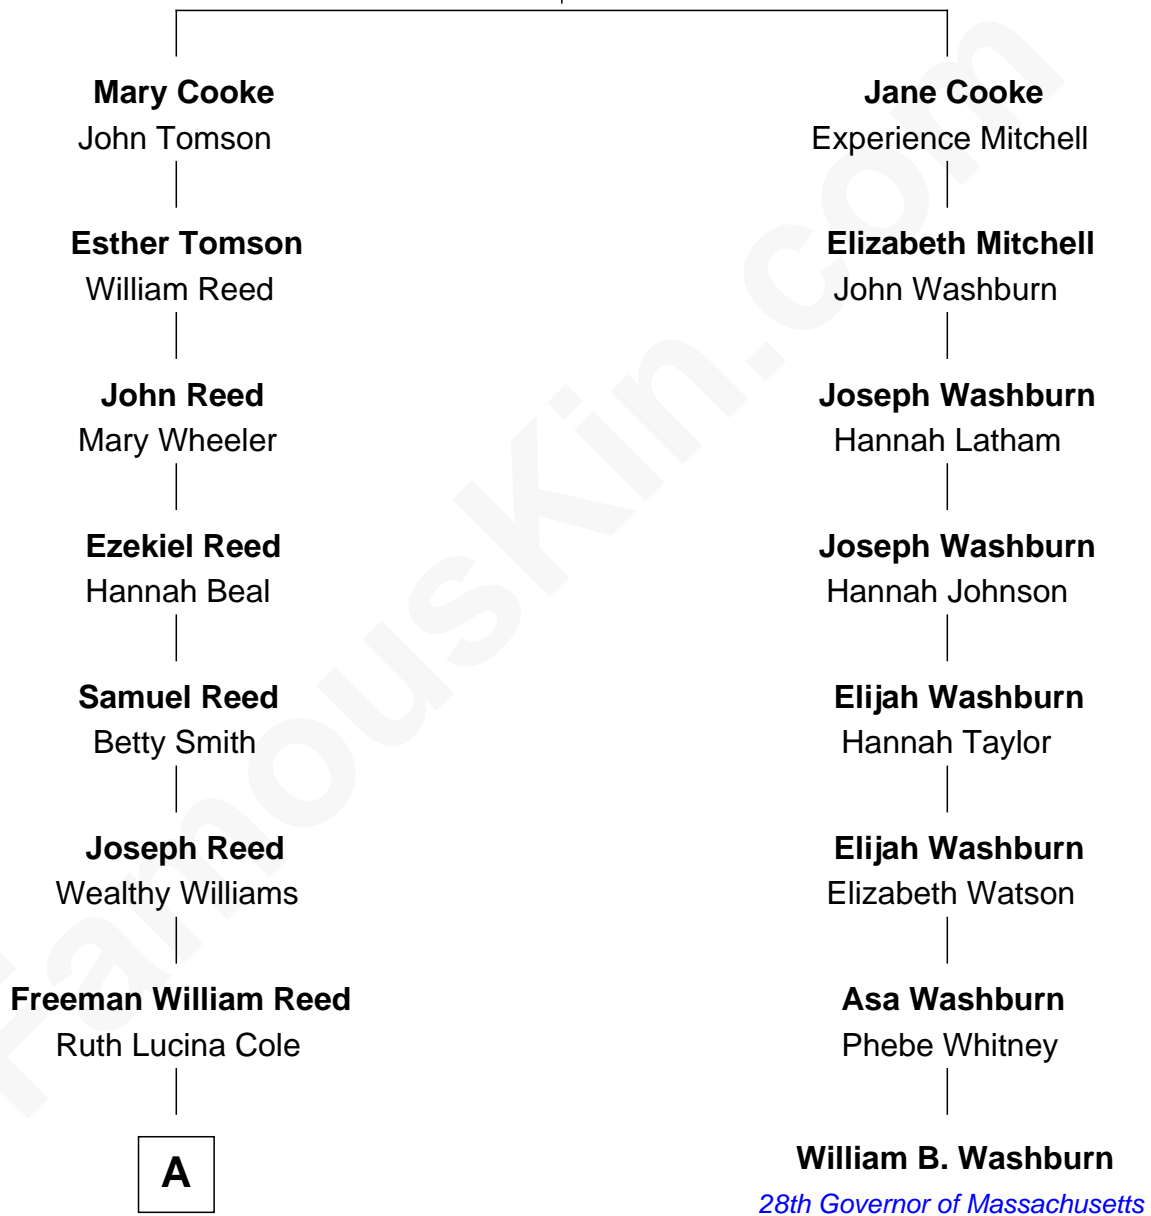 Mary Cooke
John Tomson
Esther Tomson
William Reed
John Reed
Mary Wheeler
Ezekiel Reed
Hannah Beal
Samuel Reed
Betty Smith
Joseph Reed
Wealthy Williams
Freeman William Reed
Ruth Lucina Cole
A
Jane Cooke
Experience Mitchell
Elizabeth Mitchell
John Washburn
Joseph Washburn
Hannah Latham
Joseph Washburn
Hannah Johnson
Elijah Washburn
Hannah Taylor
Elijah Washburn
Elizabeth Watson
Asa Washburn
Phebe Whitney
William B. Washburn
28th Governor of Massachusetts
FamousKin.com